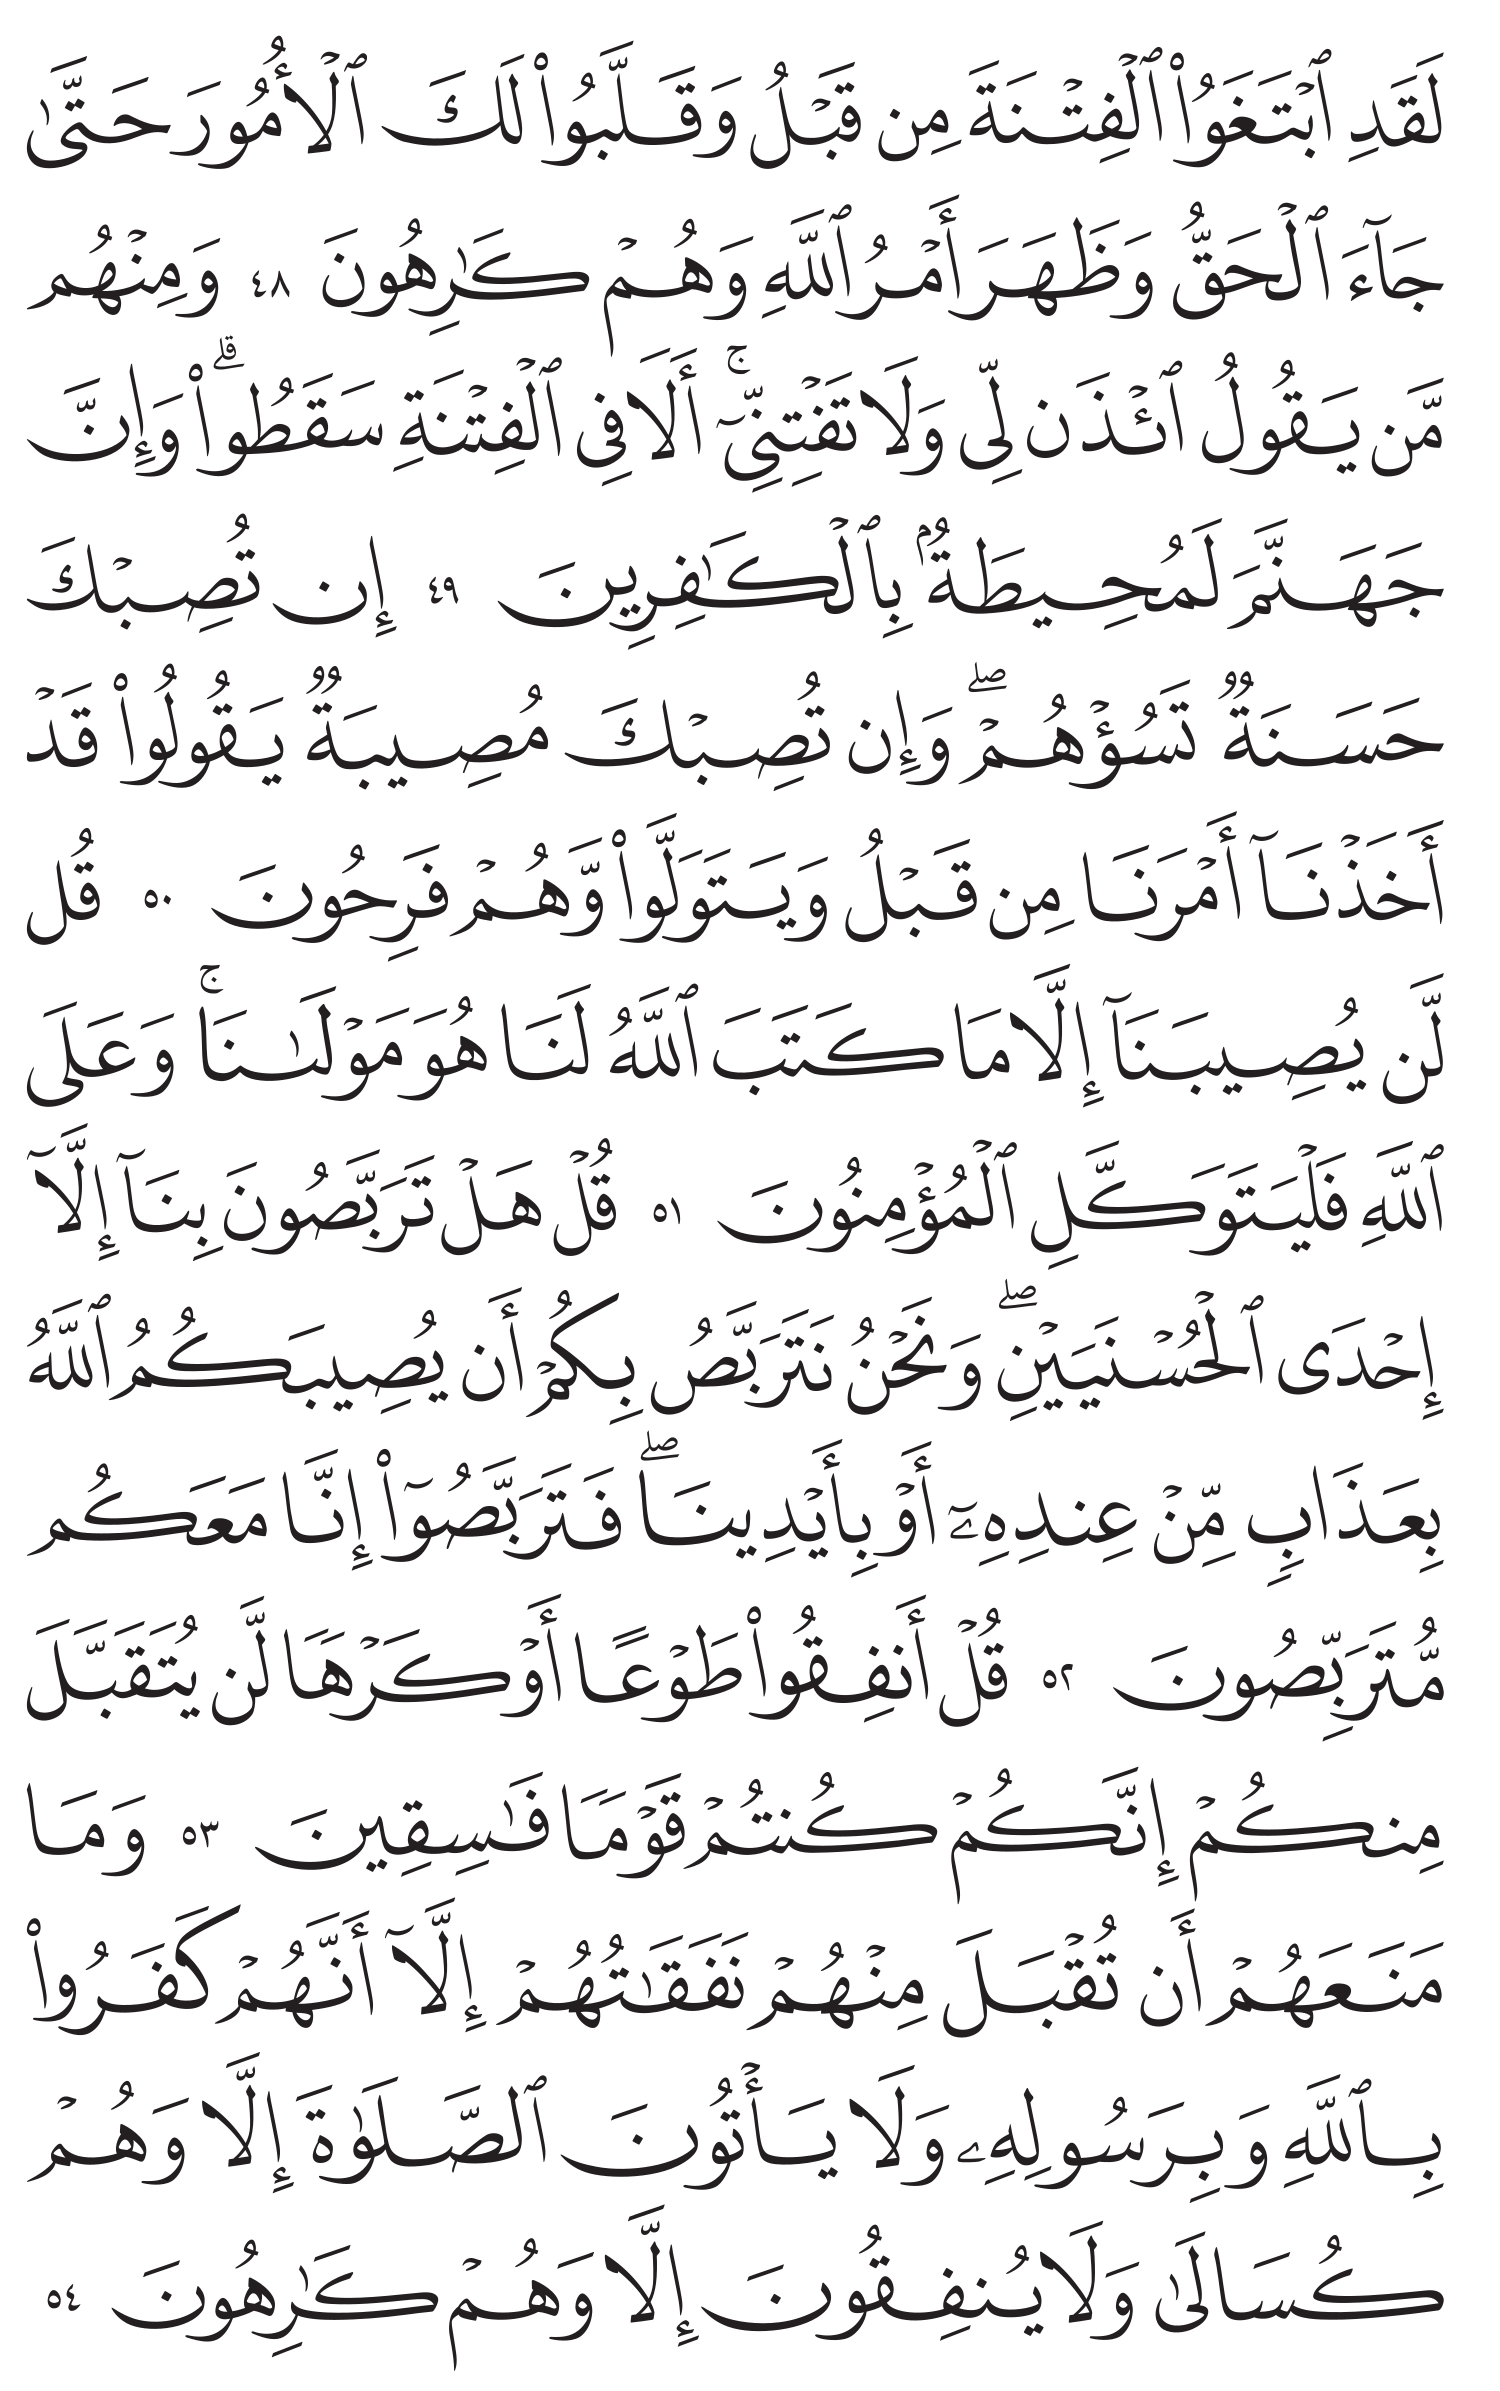 لَقَدِ ٱبۡتَغَوُاْ ٱلۡفِتۡنَةَ مِن قَبۡلُ وَقَلَّبُواْ لَكَ ٱلۡأُمُورَ حَتَّىٰ
جَآءَ ٱلۡحَقُّ وَظَهَرَ أَمۡرُ ٱللَّهِ وَهُمۡ كَٰرِهُونَ ٤٨ وَمِنۡهُم
مَّن يَقُولُ ٱئۡذَن لِّي وَلَا تَفۡتِنِّيٓۚ أَلَا فِي ٱلۡفِتۡنَةِ سَقَطُواْۗ وَإِنَّ
جَهَنَّمَ لَمُحِيطَةُۢ بِٱلۡكَٰفِرِينَ ٤٩ إِن تُصِبۡكَ
حَسَنَةٞ تَسُؤۡهُمۡۖ وَإِن تُصِبۡكَ مُصِيبَةٞ يَقُولُواْ قَدۡ
أَخَذۡنَآ أَمۡرَنَا مِن قَبۡلُ وَيَتَوَلَّواْ وَّهُمۡ فَرِحُونَ ٥٠ قُل
لَّن يُصِيبَنَآ إِلَّا مَا كَتَبَ ٱللَّهُ لَنَا هُوَ مَوۡلَىٰنَاۚ وَعَلَى
ٱللَّهِ فَلۡيَتَوَكَّلِ ٱلۡمُؤۡمِنُونَ ٥١ قُلۡ هَلۡ تَرَبَّصُونَ بِنَآ إِلَّآ
إِحۡدَى ٱلۡحُسۡنَيَيۡنِۖ وَنَحۡنُ نَتَرَبَّصُ بِكُمۡ أَن يُصِيبَكُمُ ٱللَّهُ
بِعَذَابٖ مِّنۡ عِندِهِۦٓ أَوۡ بِأَيۡدِينَاۖ فَتَرَبَّصُوٓاْ إِنَّا مَعَكُم
مُّتَرَبِّصُونَ ٥٢ قُلۡ أَنفِقُواْ طَوۡعًا أَوۡ كَرۡهٗا لَّن يُتَقَبَّلَ
مِنكُمۡ إِنَّكُمۡ كُنتُمۡ قَوۡمٗا فَٰسِقِينَ ٥٣ وَمَا
مَنَعَهُمۡ أَن تُقۡبَلَ مِنۡهُمۡ نَفَقَٰتُهُمۡ إِلَّآ أَنَّهُمۡ كَفَرُواْ
بِٱللَّهِ وَبِرَسُولِهِۦ وَلَا يَأۡتُونَ ٱلصَّلَوٰةَ إِلَّا وَهُمۡ
كُسَالَىٰ وَلَا يُنفِقُونَ إِلَّا وَهُمۡ كَٰرِهُونَ ٥٤